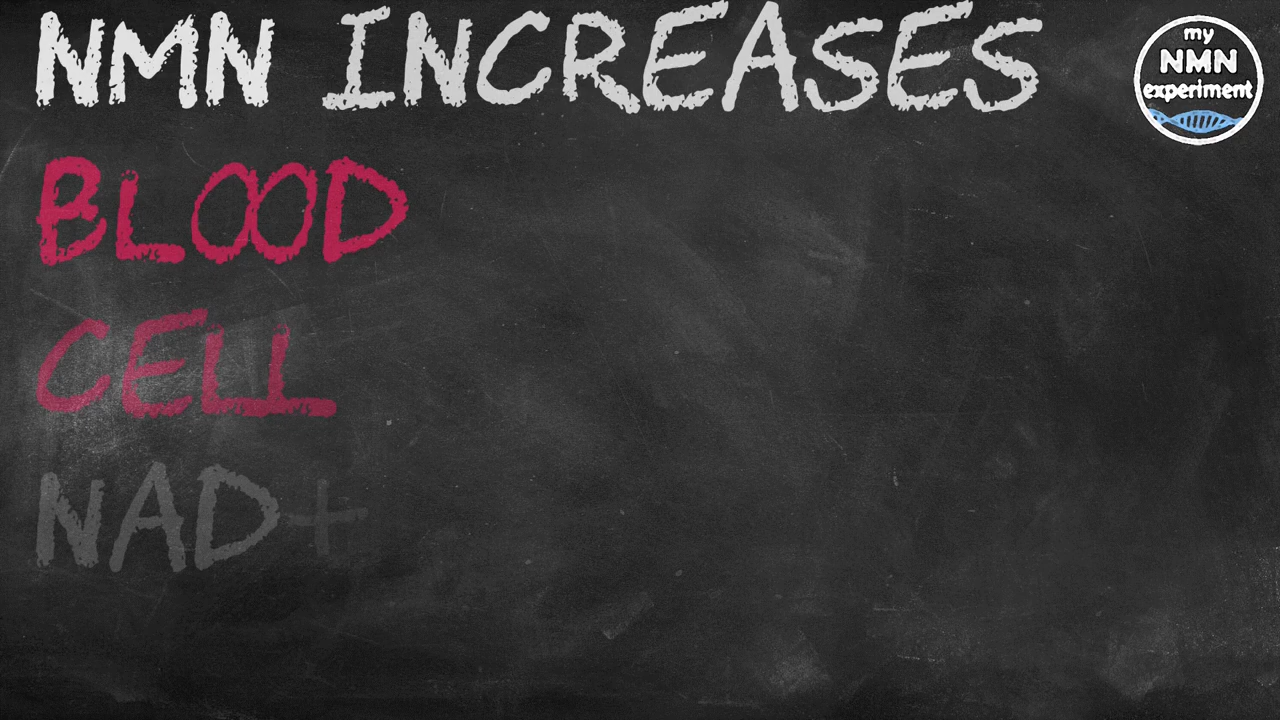 NMN INCREASES
my
NMN
experiment
BLOOD
CELL
NAD+